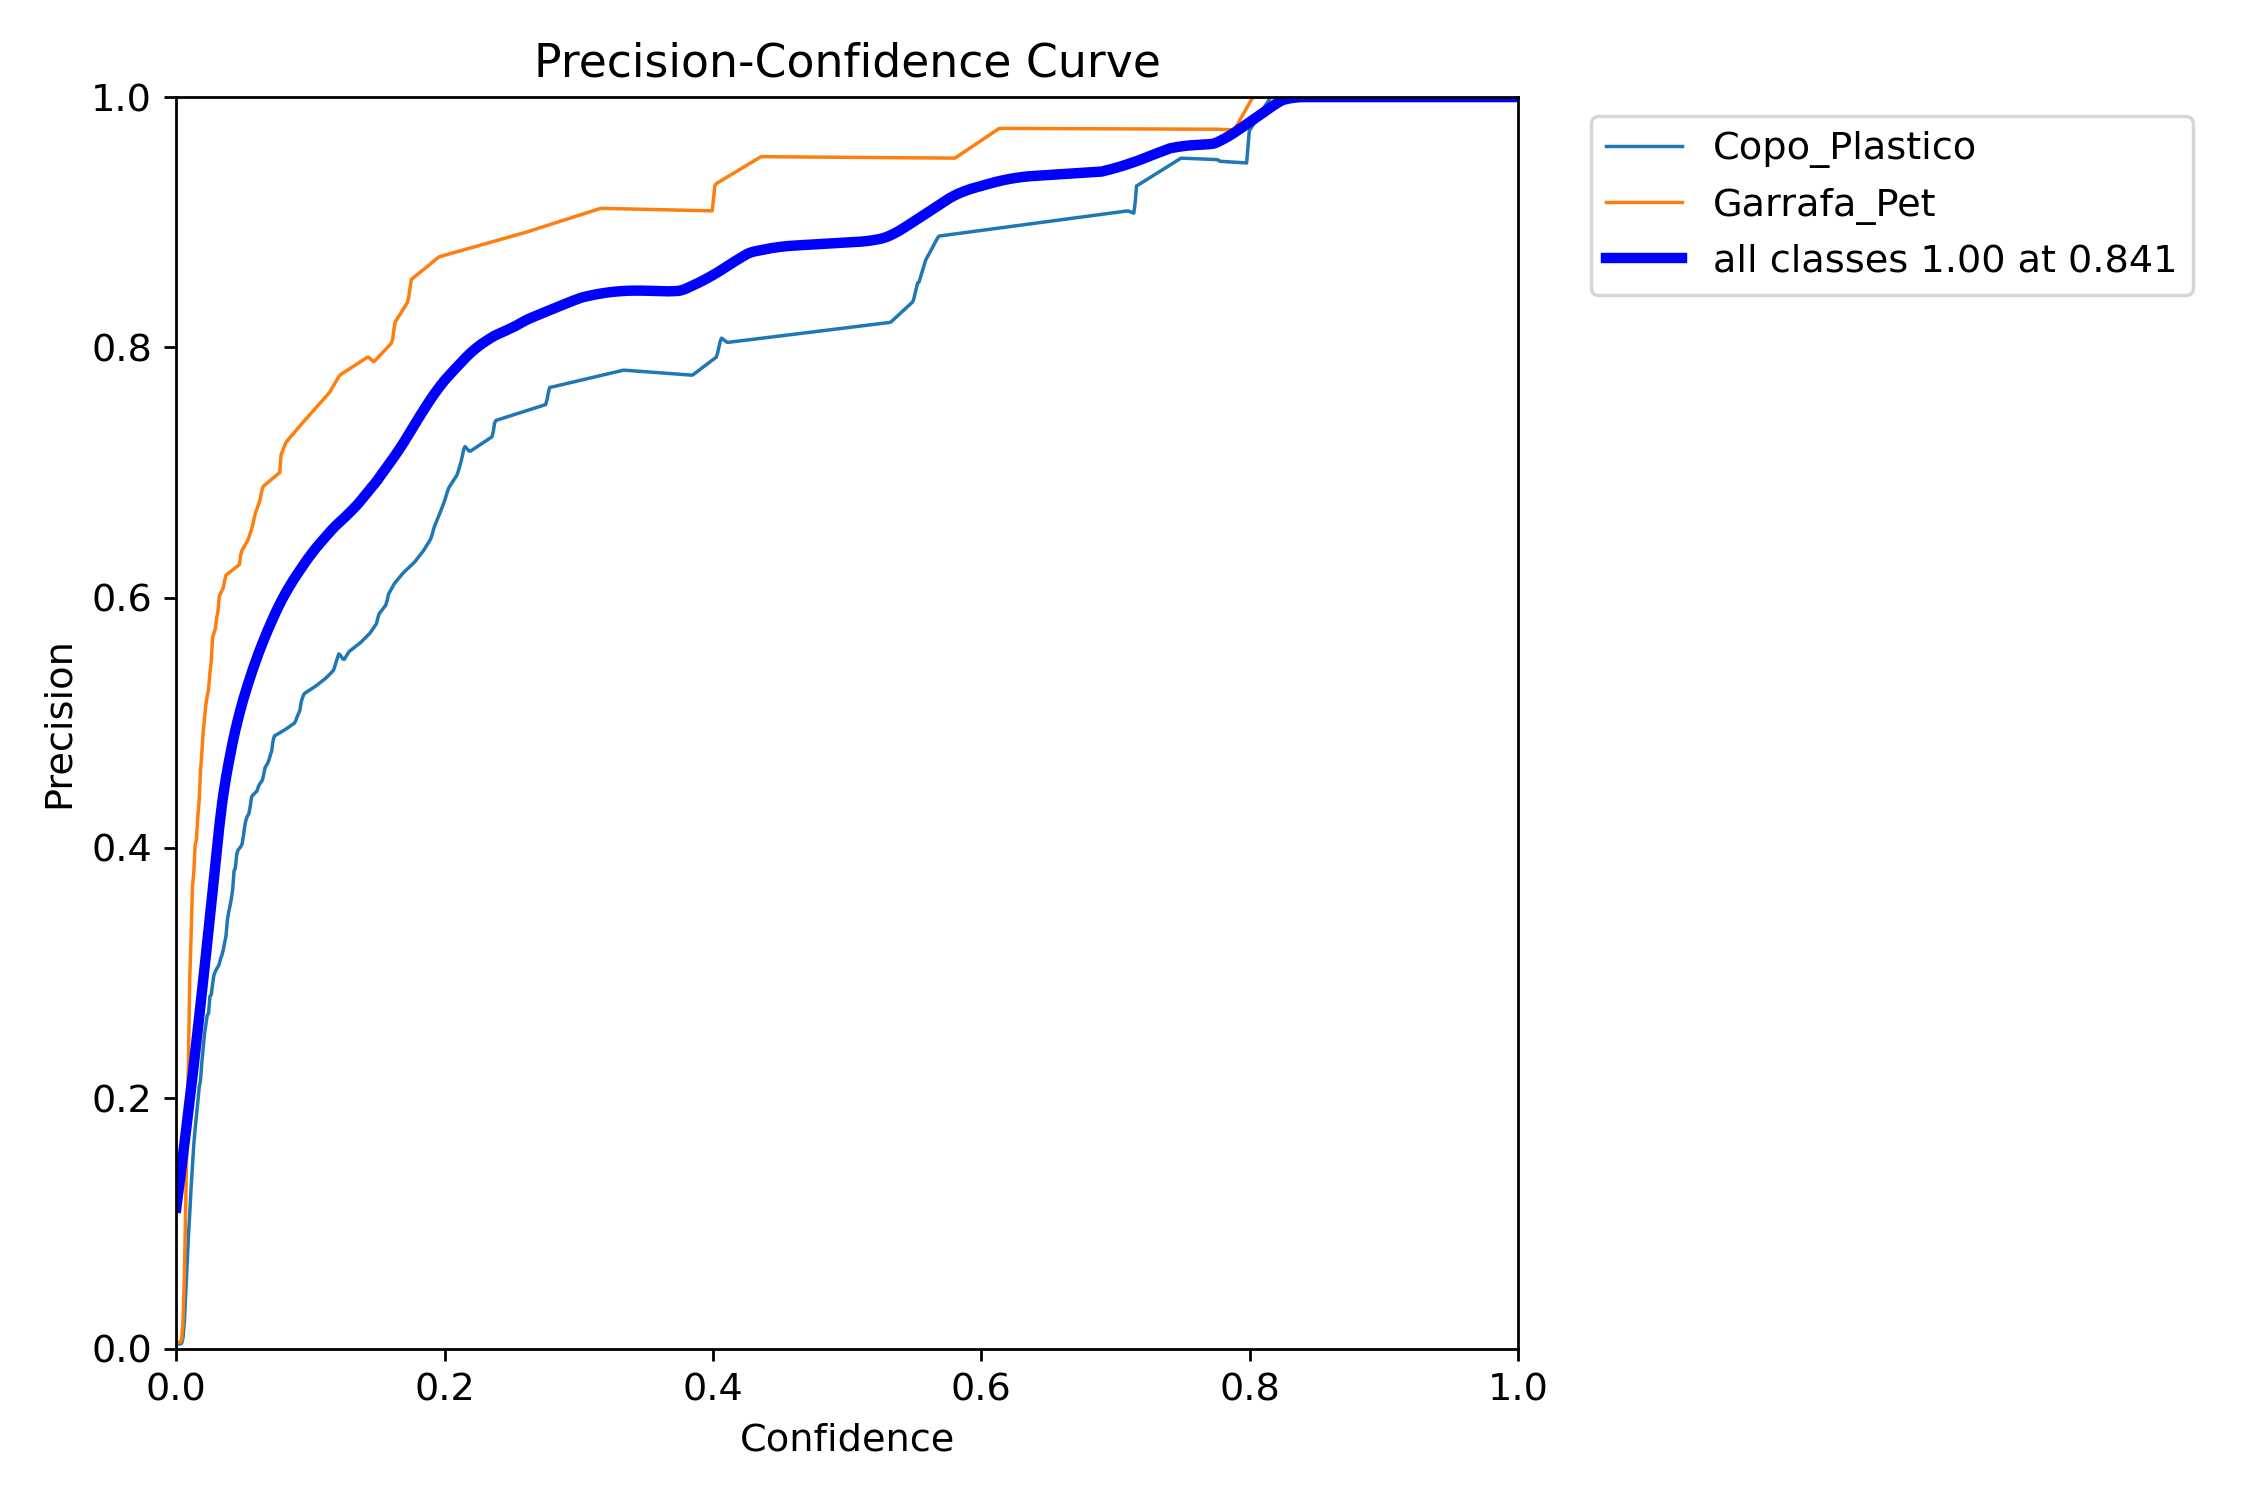 Precision-Confidence Curve
1.0
0.8
0.6
0.4
0.2
0.0
Precision
0.0 0.2 0.4 0.6 0.8 1.0
Confidence
Copo_Plastico
Garrafa_Pet
all classes 1.00 at 0.841